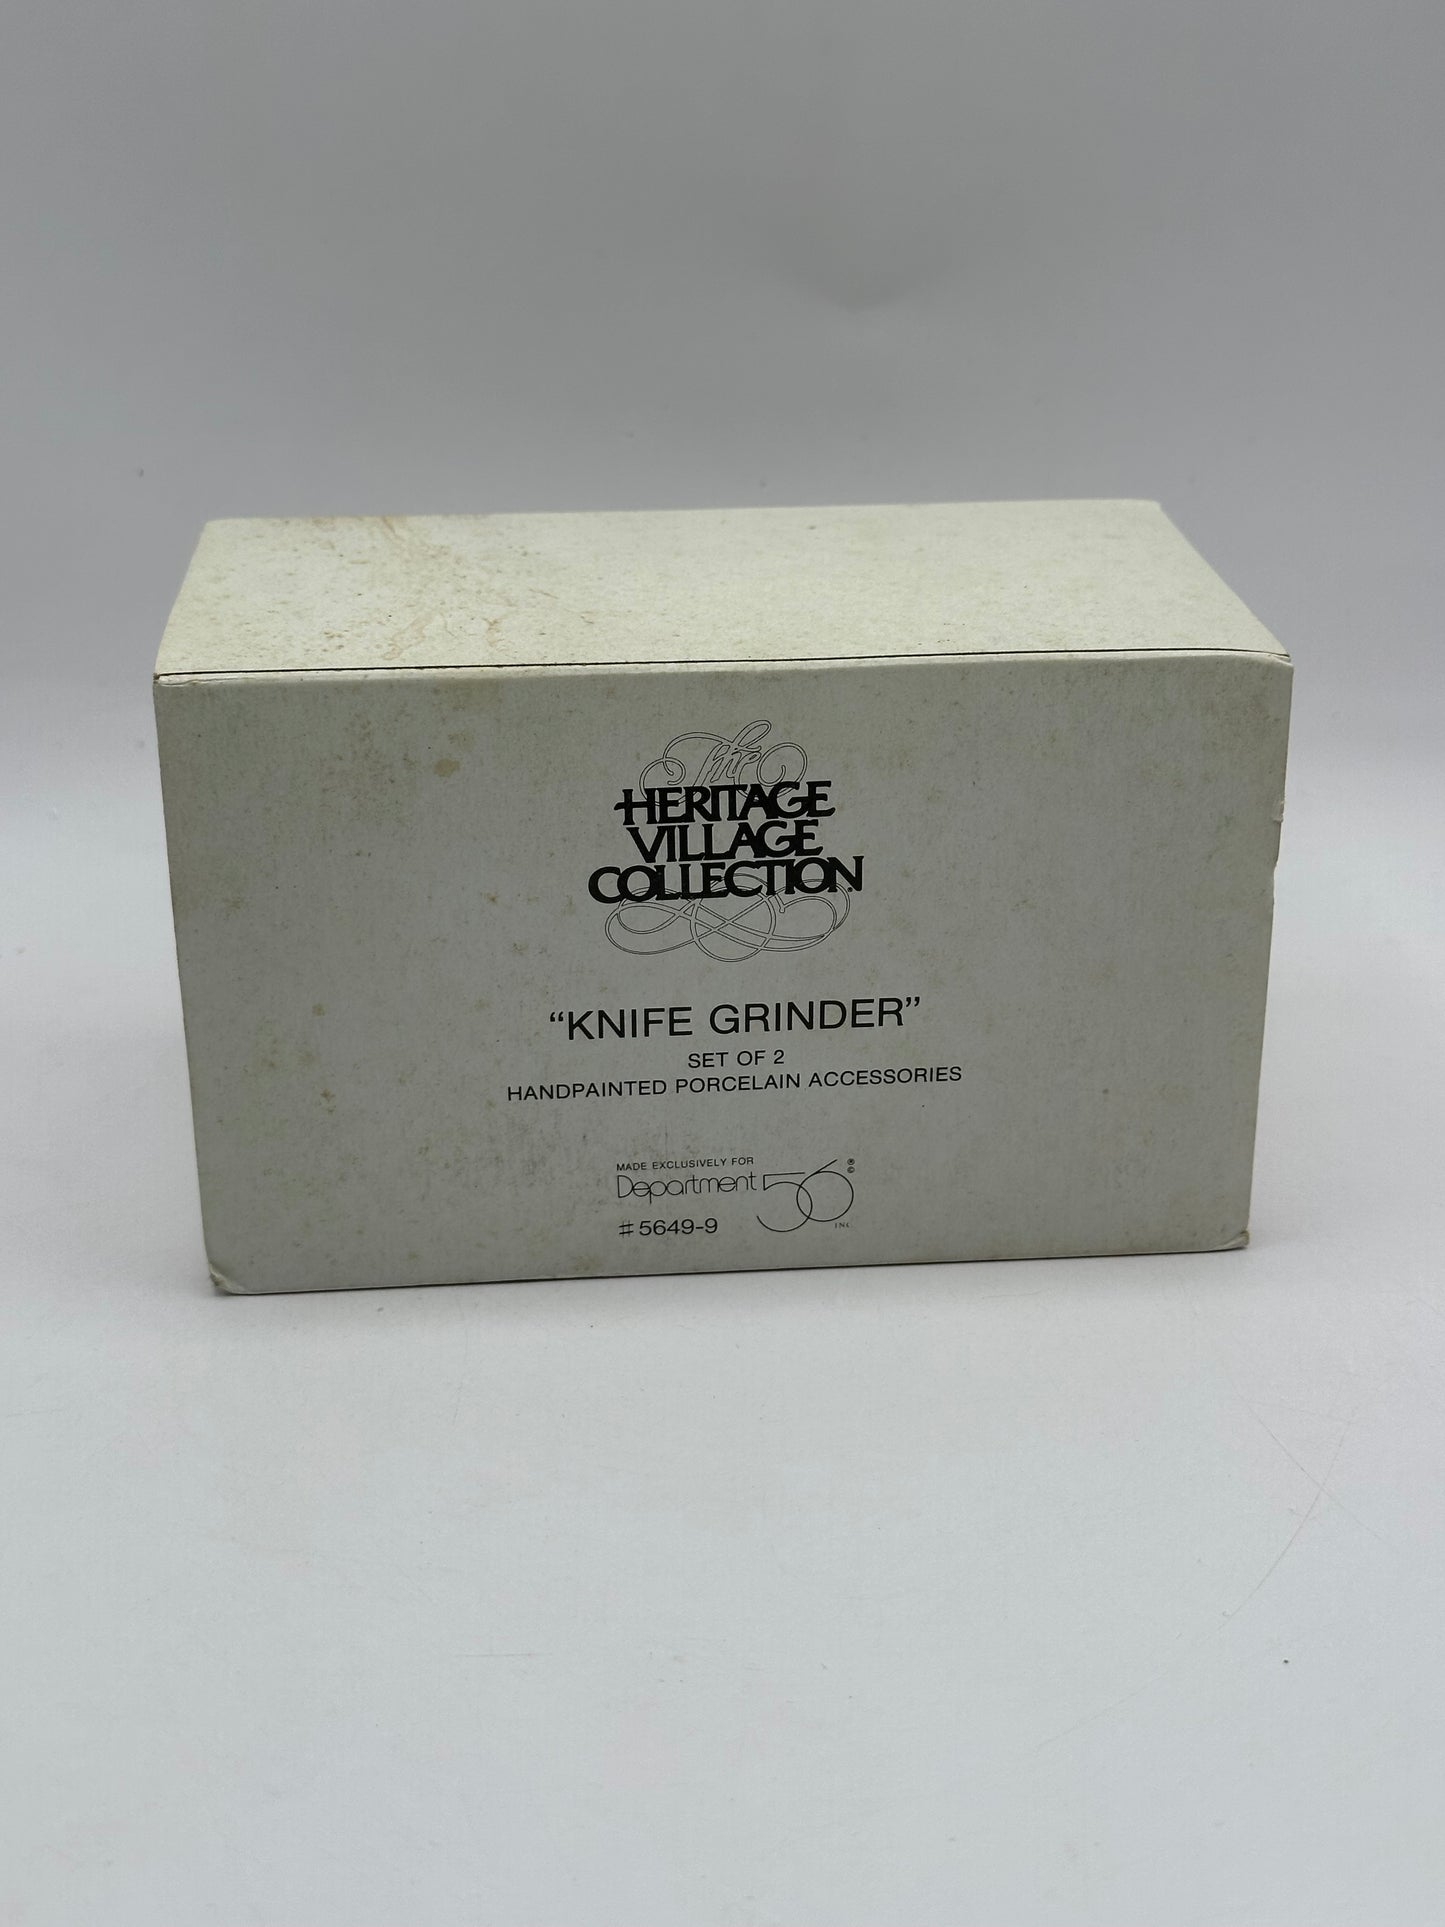 The
HERITAGE
VILLAGE
COLLECTION®
“KNIFE GRINDER”
SET OF 2
HANDPAINTED PORCELAIN ACCESSORIES
MADE EXCLUSIVELY FOR
Department 56 ® ©
INC
#5649-9